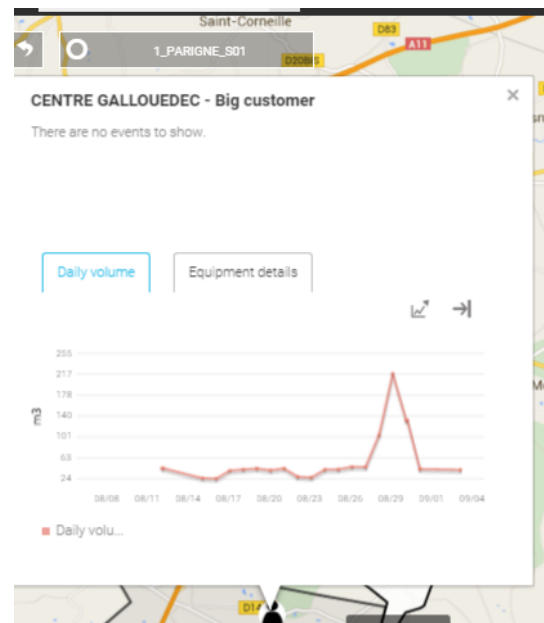 Saint-Corneille
D83
A11
1_PARIGNE_S01
D20BIS
CENTRE GALLOUEDEC - Big customer
There are no events to show.
Daily volume
Equipment details
255
217
178
140
101
63
24
m3
08/08 08/11 08/14 08/17 08/20 08/23 08/26 08/29 09/01 09/04
Daily volu...